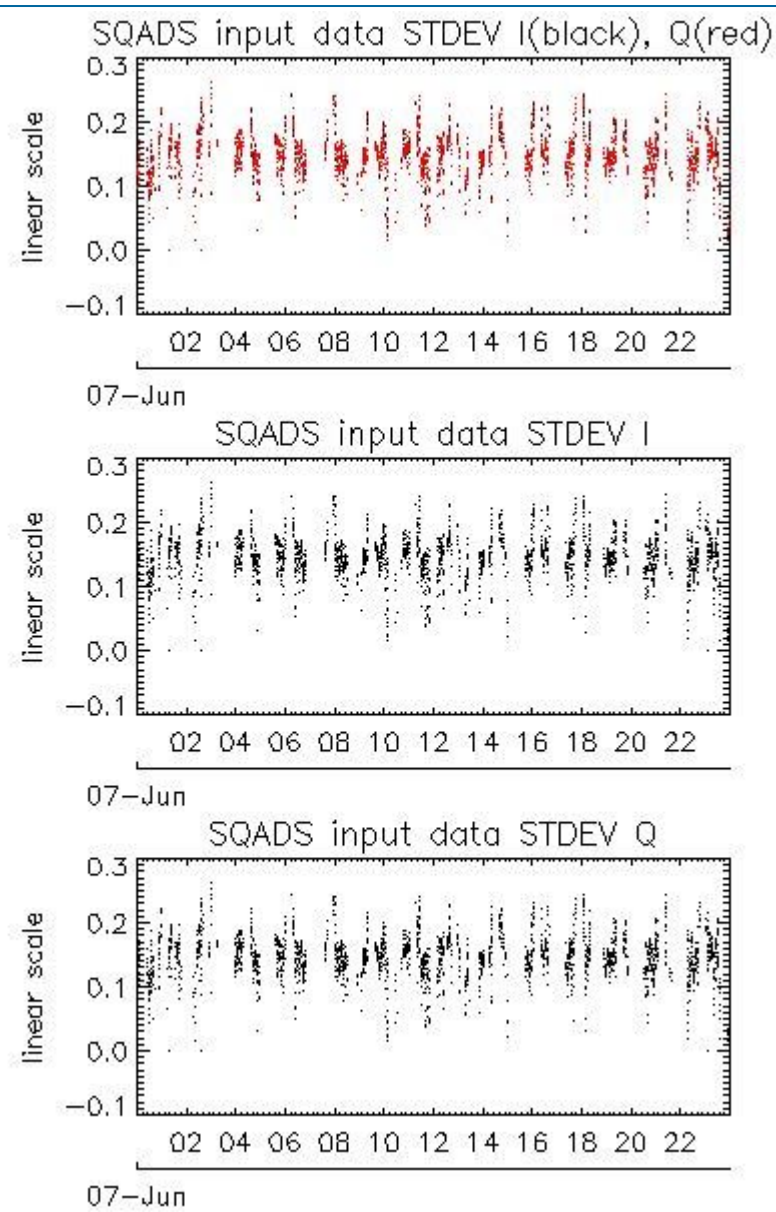 SQADS input data STDEV I(black), Q(red)
0.3
0.2
0.1
0.0
−0.1
linear scale
02 04 06 08 10 12 14 16 18 20 22
07−Jun
SQADS input data STDEV I
0.3
0.2
0.1
0.0
−0.1
linear scale
02 04 06 08 10 12 14 16 18 20 22
07−Jun
SQADS input data STDEV Q
0.3
0.2
0.1
0.0
−0.1
linear scale
02 04 06 08 10 12 14 16 18 20 22
07−Jun